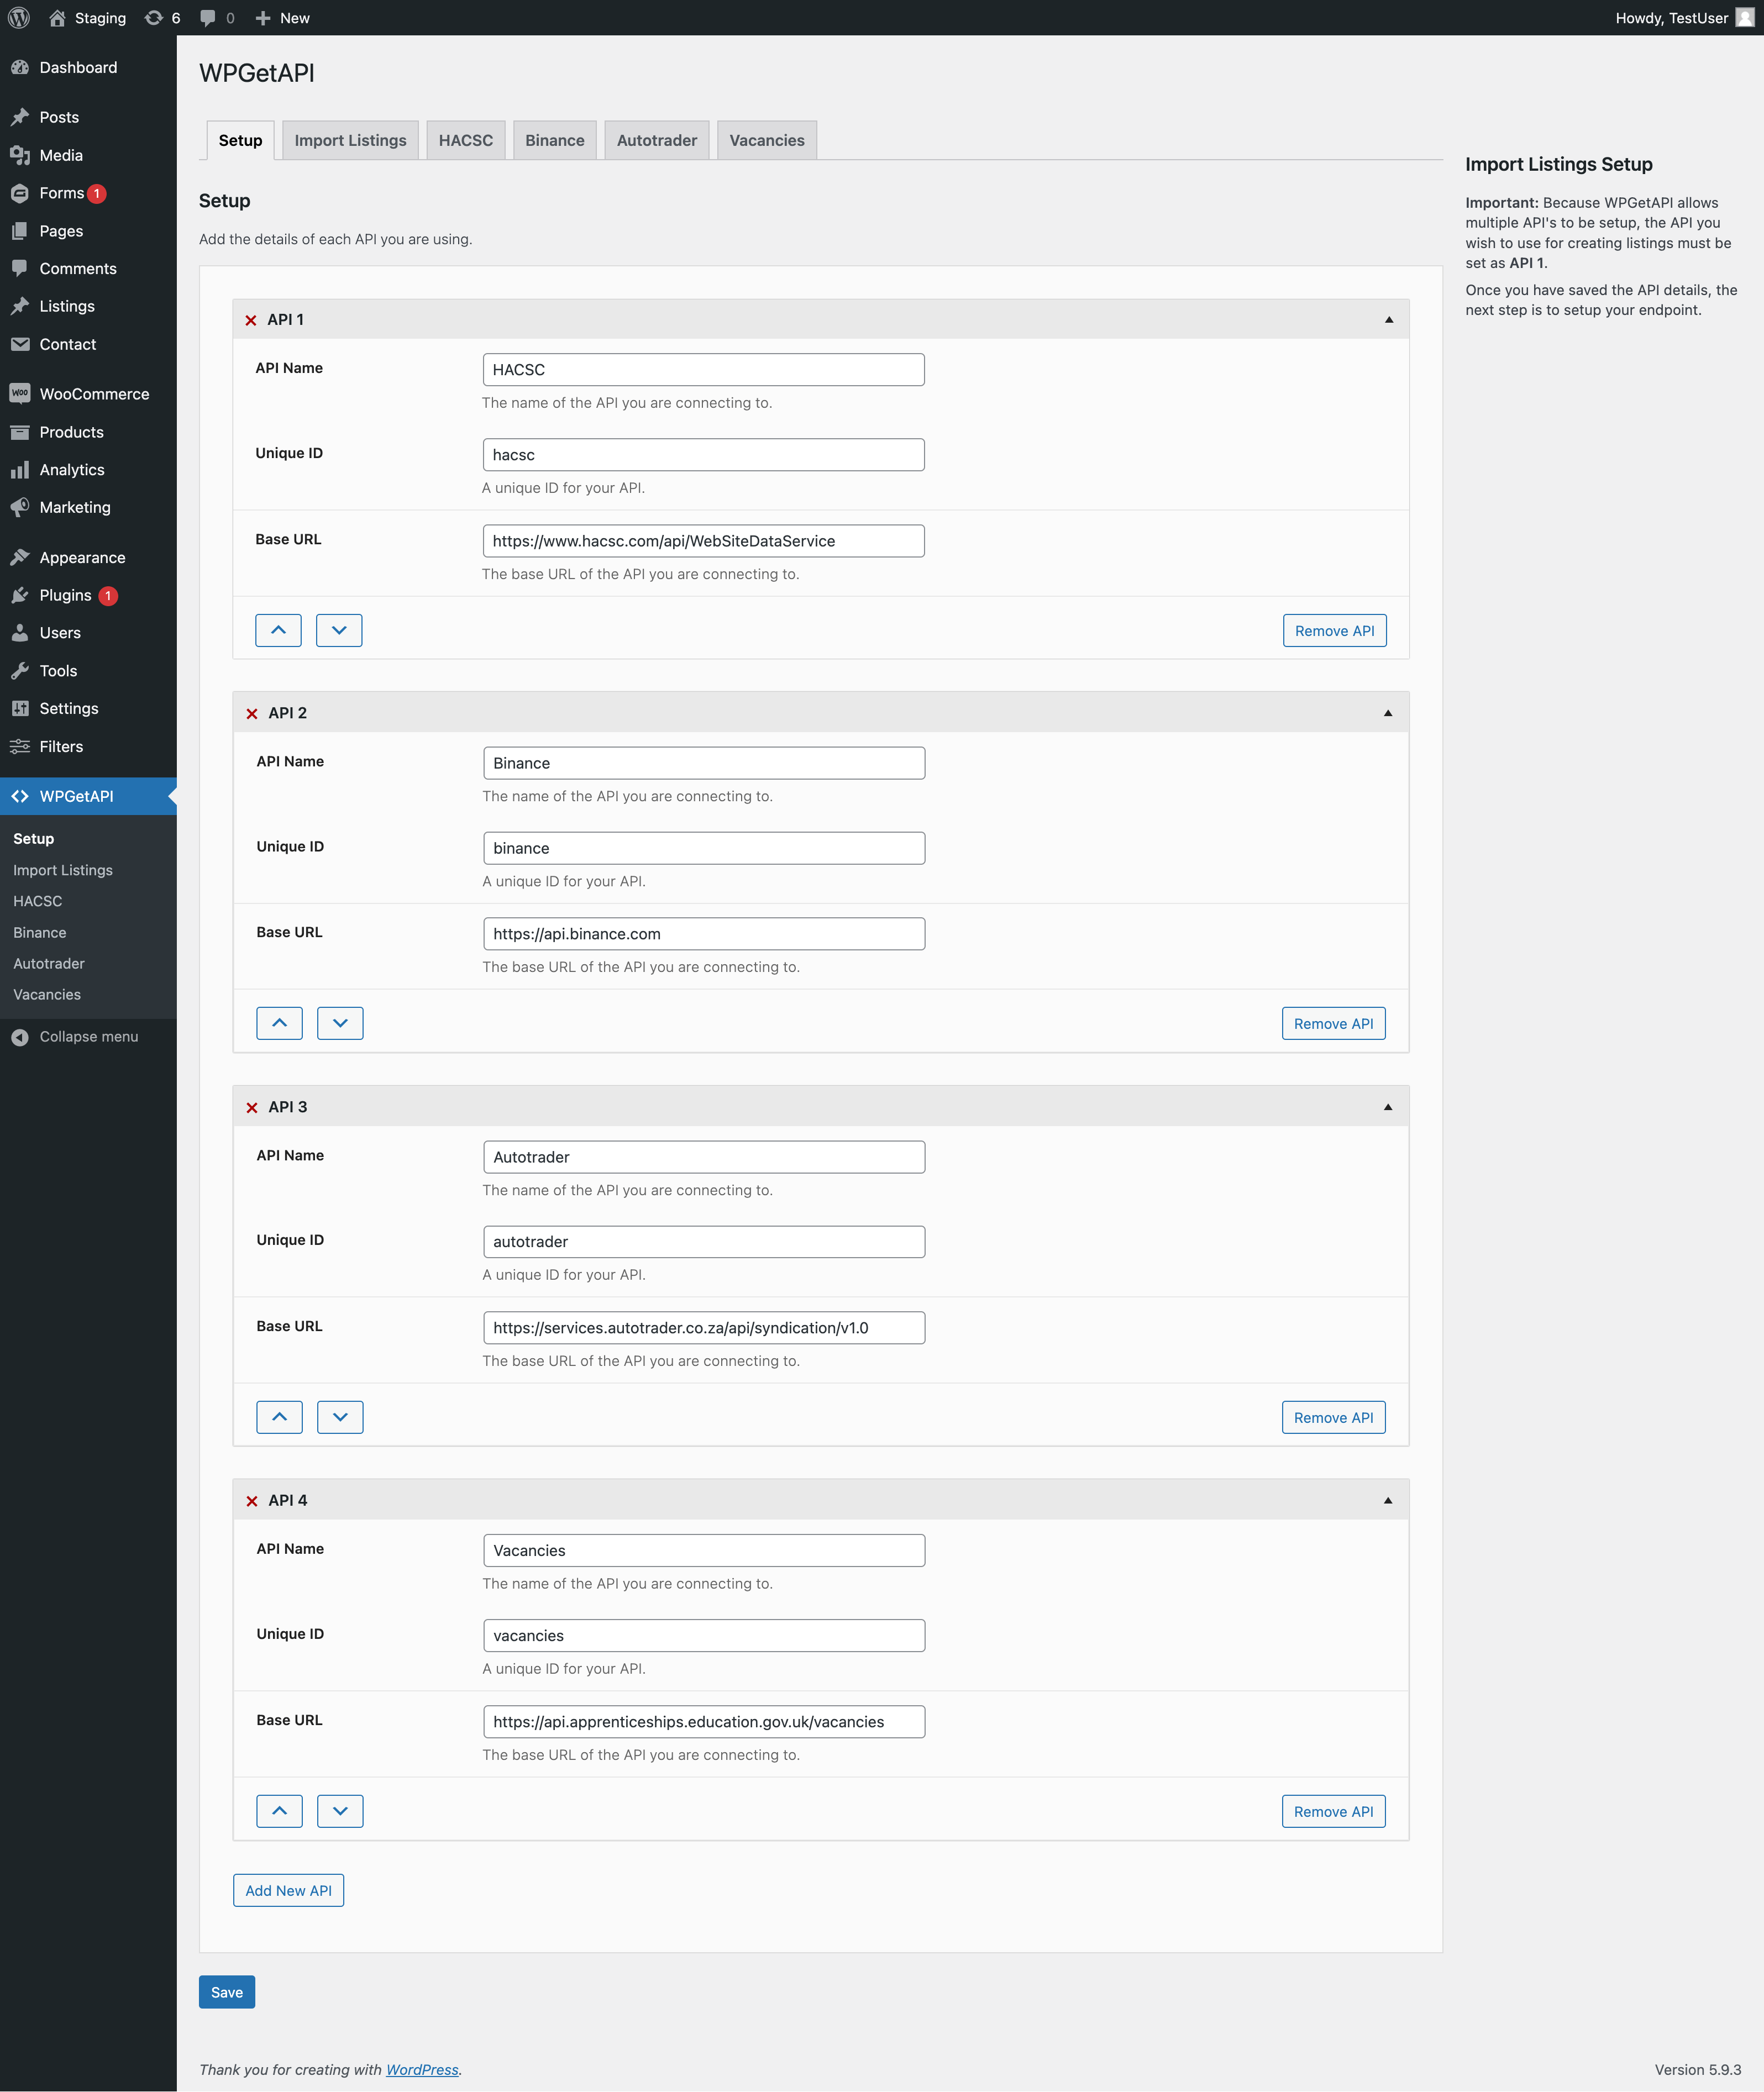 Staging 6 0 New Howdy, TestUser
Dashboard
Posts
Media
Forms 1
Pages
Comments
Listings
Contact
WooCommerce
Products
Analytics
Marketing
Appearance
Plugins 1
Users
Tools
Settings
Filters
WPGetAPI
Setup
Import Listings
HACSC
Binance
Autotrader
Vacancies
Collapse menu
WPGetAPI
Setup Import Listings HACSC Binance Autotrader Vacancies
Setup
Add the details of each API you are using.
API 1
API Name HACSC
The name of the API you are connecting to.
Unique ID hacsc
A unique ID for your API.
Base URL https://www.hacsc.com/api/WebSiteDataService
The base URL of the API you are connecting to.
Remove API
API 2
API Name Binance
The name of the API you are connecting to.
Unique ID binance
A unique ID for your API.
Base URL https://api.binance.com
The base URL of the API you are connecting to.
Remove API
API 3
API Name Autotrader
The name of the API you are connecting to.
Unique ID autotrader
A unique ID for your API.
Base URL https://services.autotrader.co.za/api/syndication/v1.0
The base URL of the API you are connecting to.
Remove API
API 4
API Name Vacancies
The name of the API you are connecting to.
Unique ID vacancies
A unique ID for your API.
Base URL https://api.apprenticeships.education.gov.uk/vacancies
The base URL of the API you are connecting to.
Remove API
Add New API
Save
Import Listings Setup
Important: Because WPGetAPI allows
multiple API's to be setup, the API you
wish to use for creating listings must be
set as API 1.
Once you have saved the API details, the
next step is to setup your endpoint.
Thank you for creating with WordPress. Version 5.9.3